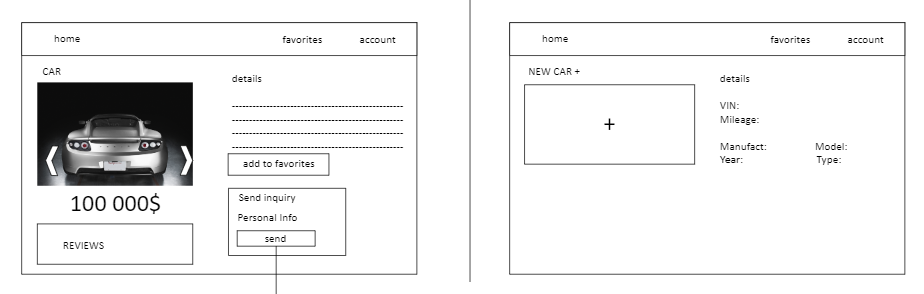 home favorites account
CAR
details
add to favorites
100 000$
Send inquiry
Personal Info
send
REVIEWS
home favorites account
NEW CAR +
+
details
VIN:
Mileage:
Manufact: Model:
Year: Type: